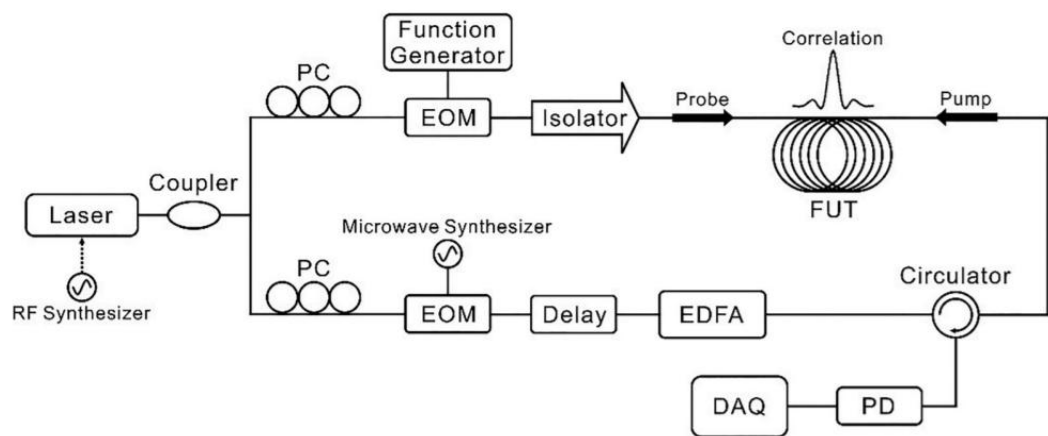 Function
Generator
PC
EOM
Isolator
Probe
Correlation
Pump
FUT
Laser
Coupler
RF Synthesizer
Microwave Synthesizer
PC
EOM
Delay
EDFA
Circulator
DAQ
PD